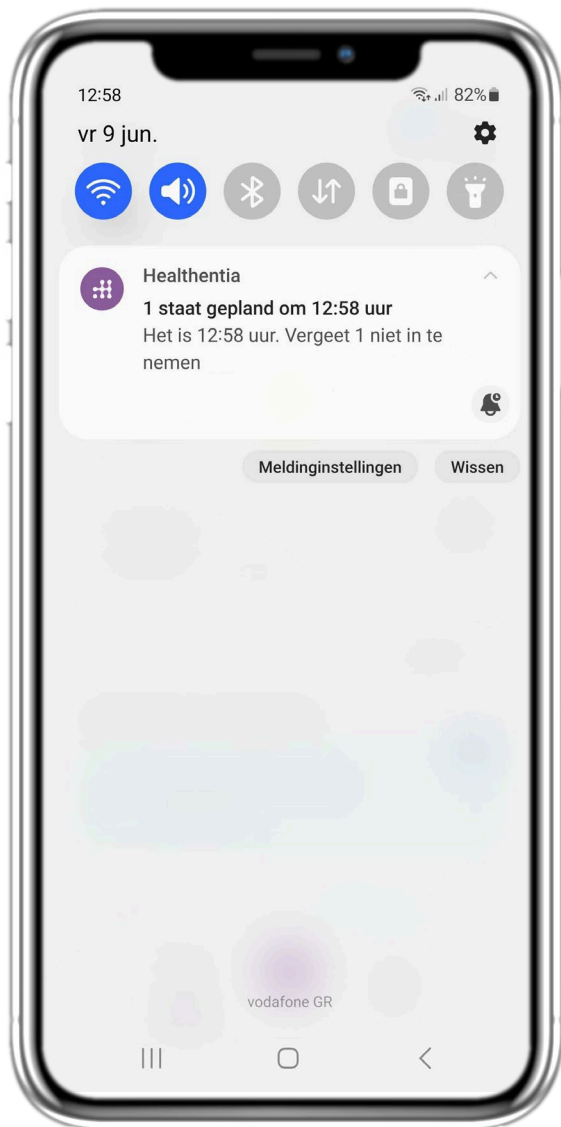 12:58
82%
vr 9 jun.
Healthentia
1 staat gepland om 12:58 uur
Het is 12:58 uur. Vergeet 1 niet in te
nemen
Meldinginstellingen
Wissen
vodafone GR